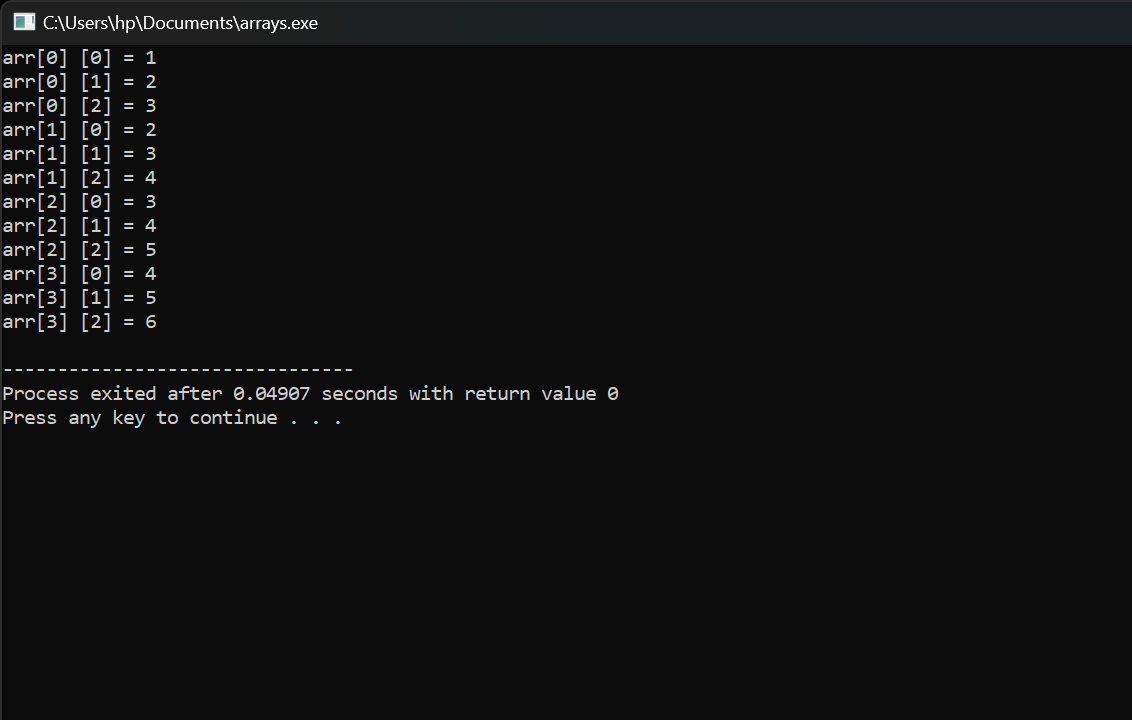 C:\Users\hp\Documents\arrays.exe
arr[0] [0] = 1
arr[0] [1] = 2
arr[0] [2] = 3
arr[1] [0] = 2
arr[1] [1] = 3
arr[1] [2] = 4
arr[2] [0] = 3
arr[2] [1] = 4
arr[2] [2] = 5
arr[3] [0] = 4
arr[3] [1] = 5
arr[3] [2] = 6
--------------------------------
Process exited after 0.04907 seconds with return value 0
Press any key to continue . . .